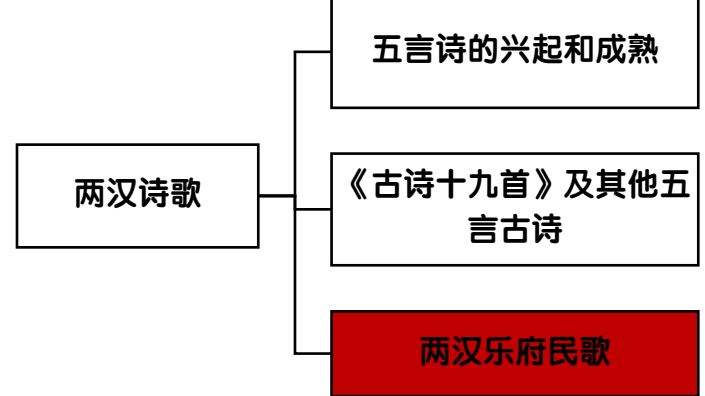 五言诗的兴起和成熟
两汉诗歌
《古诗十九首》及其他五
言古诗
两汉乐府民歌